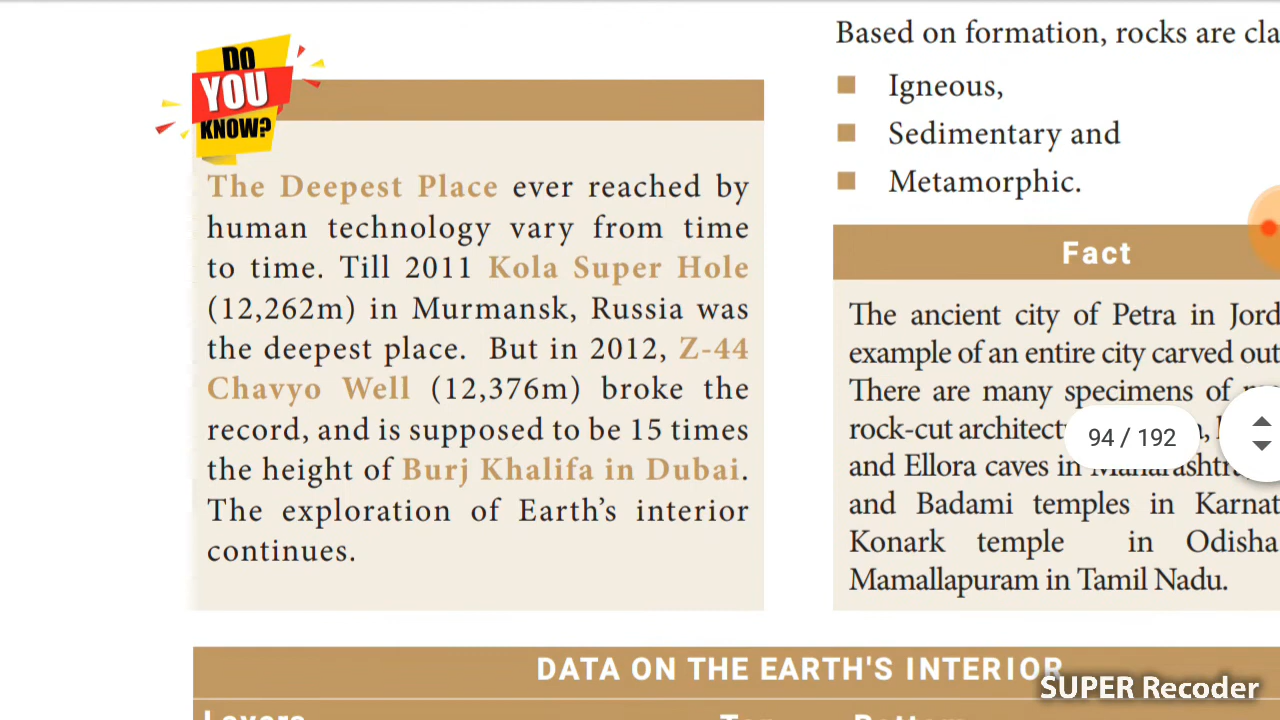 DO
YOU
KNOW?
The Deepest Place ever reached by
human technology vary from time
to time. Till 2011 Kola Super Hole
(12,262m) in Murmansk, Russia was
the deepest place. But in 2012, Z-44
Chavyo Well (12,376m) broke the
record, and is supposed to be 15 times
the height of Burj Khalifa in Dubai.
The exploration of Earth's interior
continues.
Based on formation, rocks are cla
Igneous,
Sedimentary and
Metamorphic.
Fact
The ancient city of Petra in Jord
example of an entire city carved out
There are many specimens of
rock-cut architect
and Ellora caves in
and Badami temples in Karnat
Konark temple in Odisha
Mamallapuram in Tamil Nadu.
94 / 192
DATA ON THE EARTH'S INTERIOR
Layers
SUPER Recoder